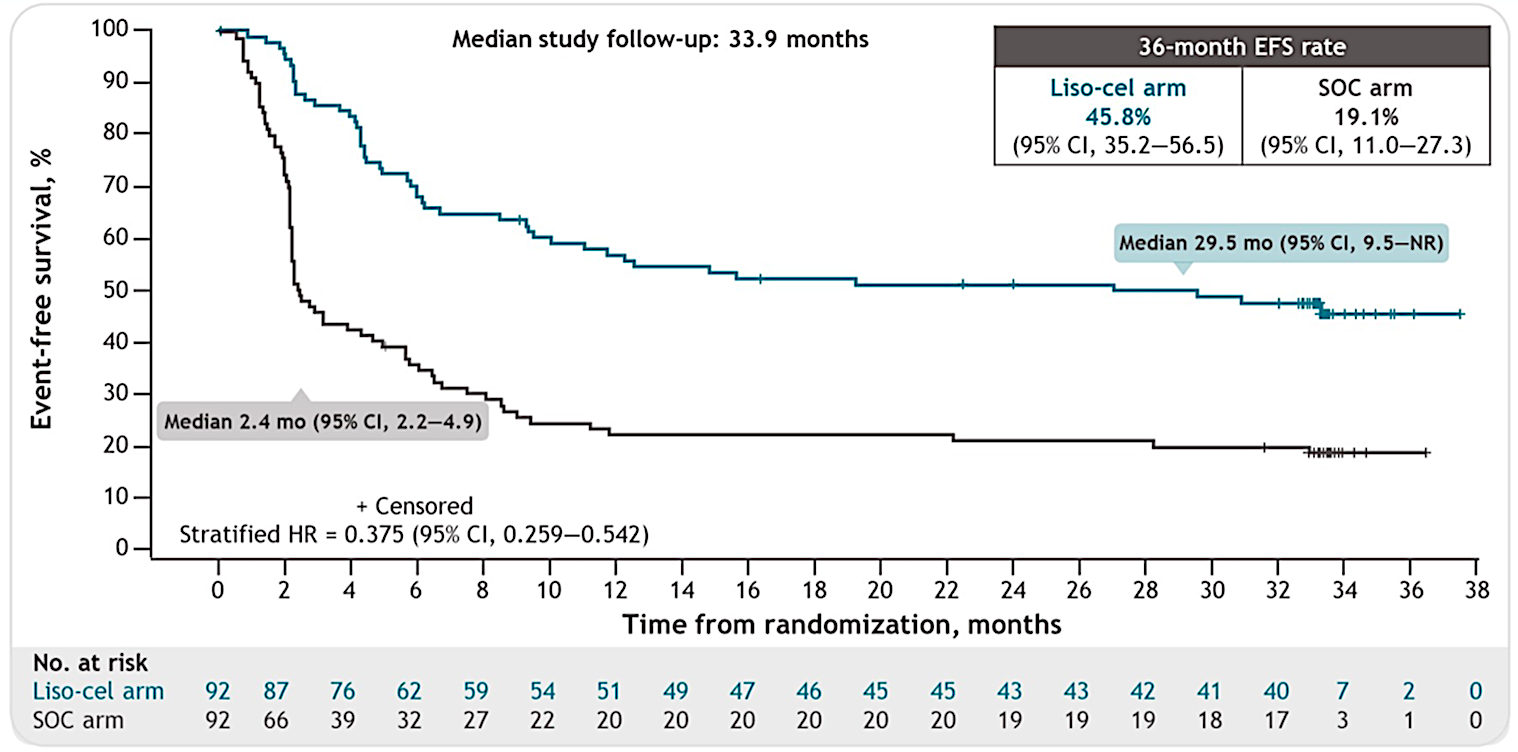 Median study follow-up: 33.9 months
36-month EFS rate
Liso-cel arm
45.8%
(95% CI, 35.2–56.5)
SOC arm
19.1%
(95% CI, 11.0–27.3)
Event-free survival, %
100
90
80
70
60
50
40
30
20
10
0
Median 29.5 mo (95% CI, 9.5–NR)
Median 2.4 mo (95% CI, 2.2–4.9)
+ Censored
Stratified HR = 0.375 (95% CI, 0.259–0.542)
0 2 4 6 8 10 12 14 16 18 20 22 24 26 28 30 32 34 36 38
Time from randomization, months
No. at risk
Liso-cel arm 92 87 76 62 59 54 51 49 47 46 45 45 43 43 42 41 40 7 2 0
SOC arm 92 66 39 32 27 22 20 20 20 20 20 20 19 19 19 18 17 3 1 0